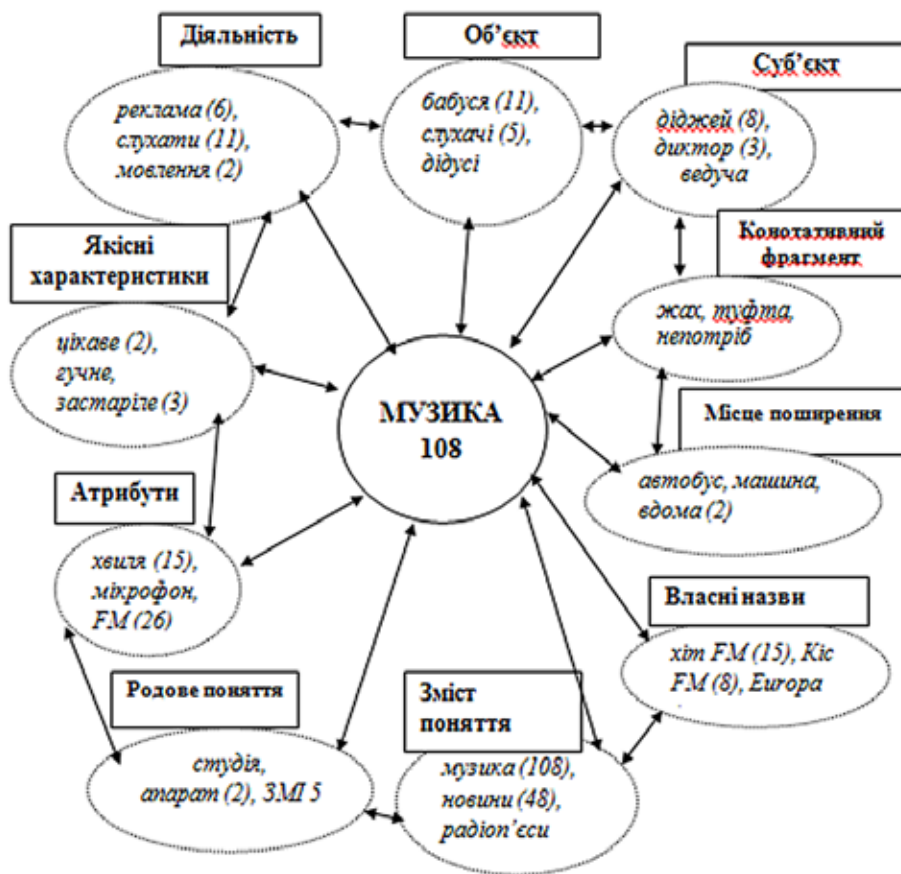 Діяльність
реклама (6),
слухати (11),
мовлення (2)
Об’єкт
бабуся (11),
слухачі (5),
дідусі
Суб’єкт
діджей (8),
диктор (3),
ведуча
Якісні
характеристики
цікаве (2),
гучне,
застаріле (3)
Конотативний
фрагмент
жах, туфта,
непотріб
МУЗИКА
108
Місце поширення
автобус, машина,
вдома (2)
Атрибути
хвиля (15),
мікрофон,
FM (26)
Власні назви
хіт FM (15), Кіс
FM (8), Europa
Родове поняття
студія,
апарат (2), ЗМІ 5
Зміст
поняття
музика (108),
новини (48),
радіоп’єси